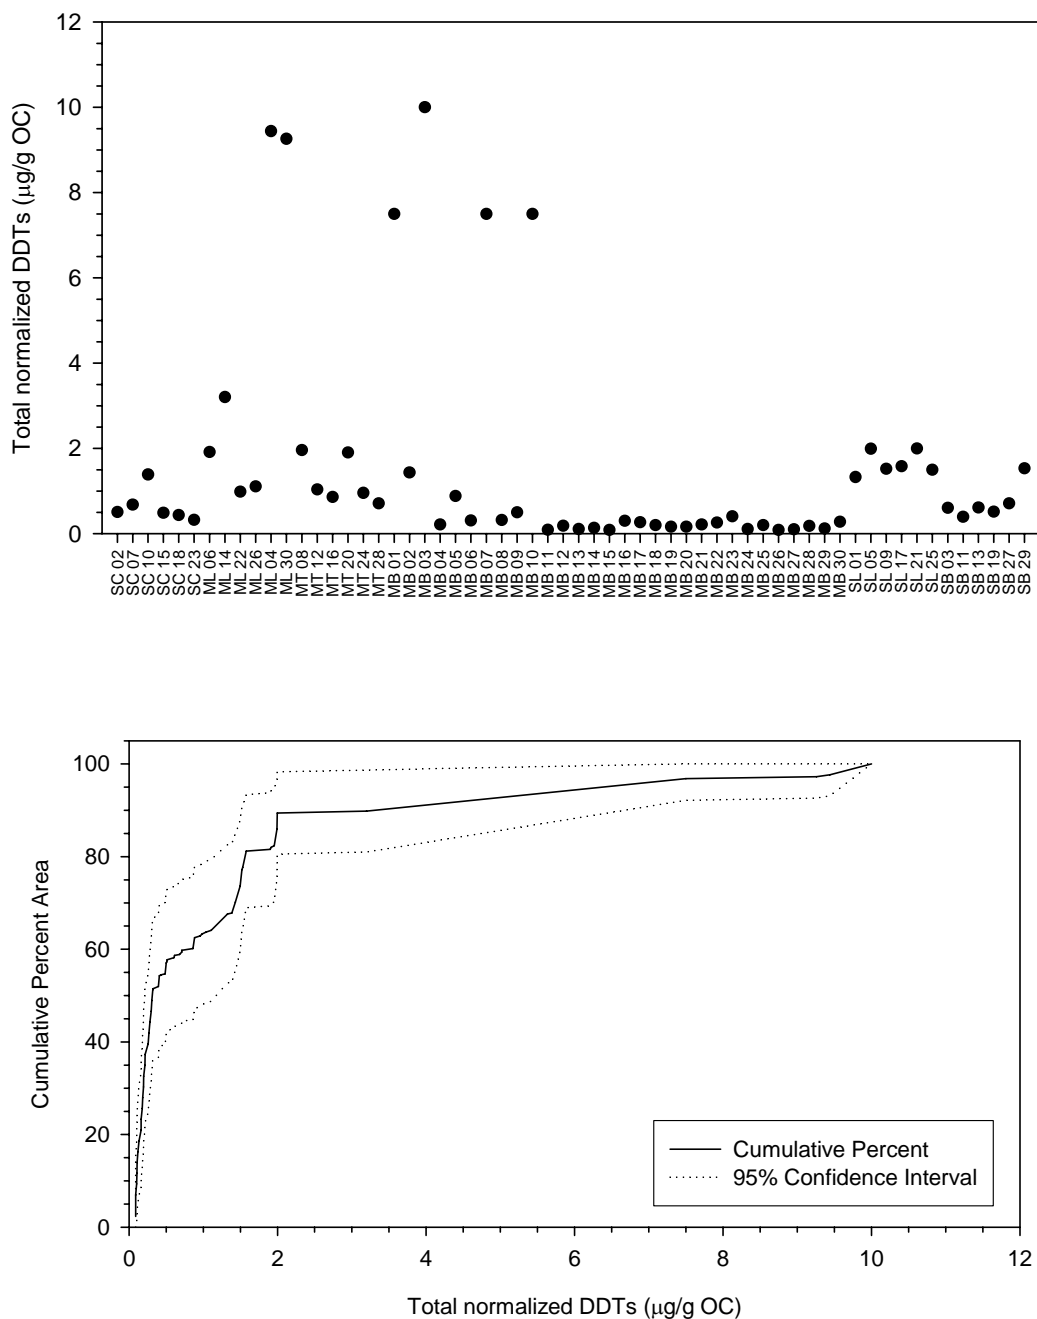 Total normalized DDTs (µg/g OC)
12
10
8
6
4
2
0
SC 02
SC 07
SC 10
SC 15
SC 18
SC 23
ML 06
ML 14
ML 22
ML 26
ML 04
ML 30
MT 08
MT 12
MT 16
MT 20
MT 24
MT 28
MB 01
MB 02
MB 03
MB 04
MB 05
MB 06
MB 07
MB 08
MB 09
MB 10
MB 11
MB 12
MB 13
MB 14
MB 15
MB 16
MB 17
MB 18
MB 19
MB 20
MB 21
MB 22
MB 23
MB 24
MB 25
MB 26
MB 27
MB 28
MB 29
MB 30
SL 01
SL 05
SL 09
SL 17
SL 21
SL 25
SB 03
SB 11
SB 13
SB 19
SB 27
SB 29
Cumulative Percent Area
100
80
60
40
20
0
Cumulative Percent
95% Confidence Interval
0 2 4 6 8 10 12
Total normalized DDTs (µg/g OC)